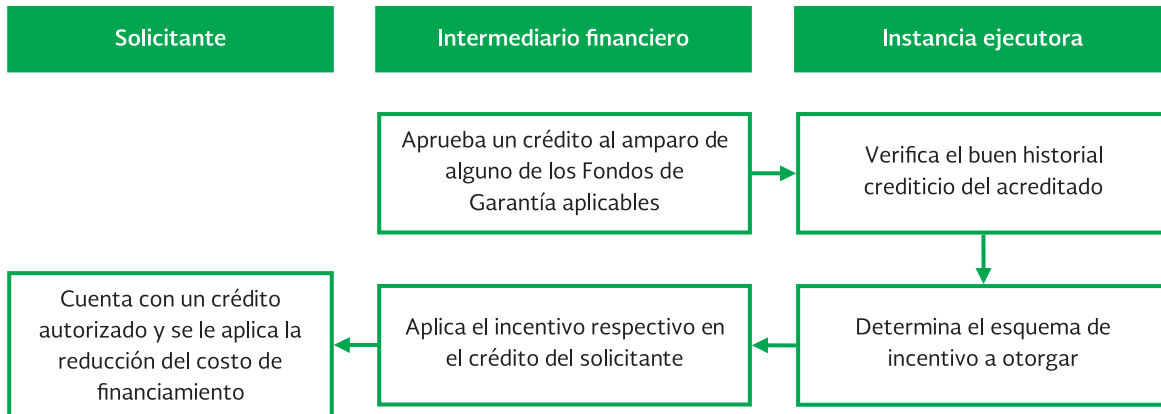 Solicitante
Intermediario financiero
Instancia ejecutora
Aprueba un crédito al amparo de
alguno de los Fondos de
Garantía aplicables
Verifica el buen historial
crediticio del acreditado
Cuenta con un crédito
autorizado y se le aplica la
reducción del costo de
financiamiento
Aplica el incentivo respectivo en
el crédito del solicitante
Determina el esquema de
incentivo a otorgar